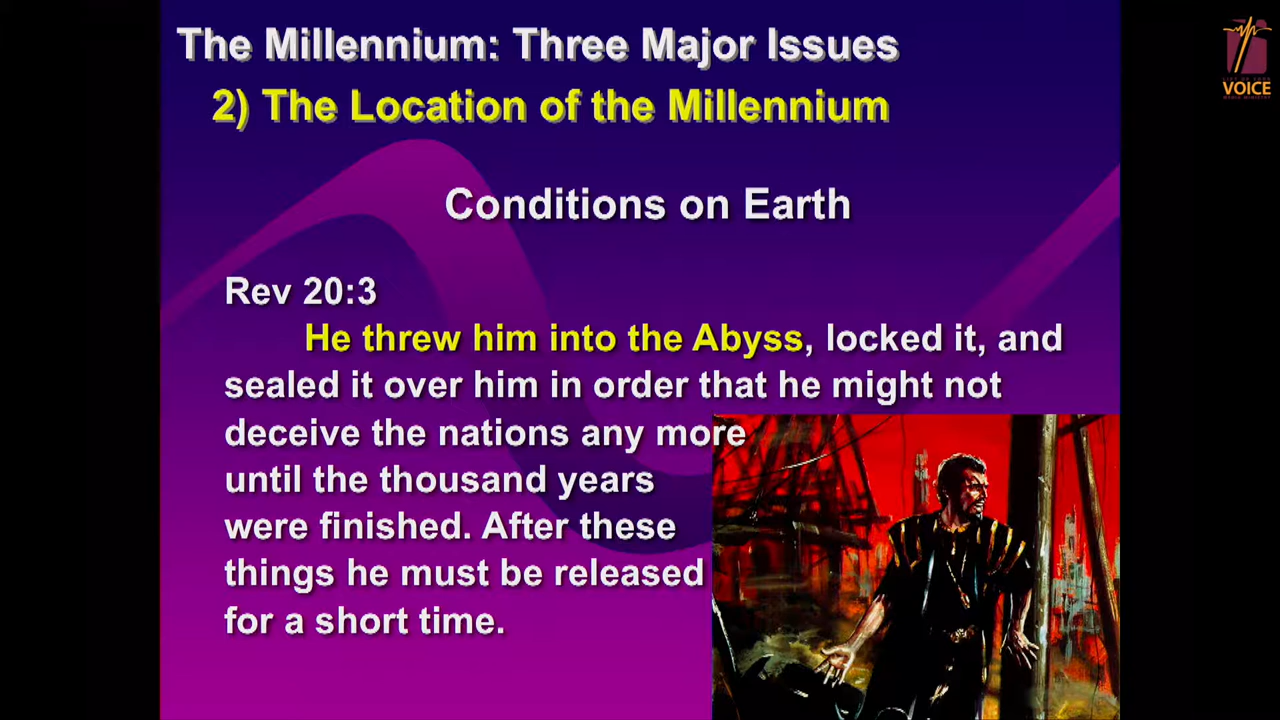 The Millennium: Three Major Issues
2) The Location of the Millennium
VOICE
Conditions on Earth
Rev 20:3
He threw him into the Abyss, locked it, and
sealed it over him in order that he might not
deceive the nations any more
until the thousand years
were finished. After these
things he must be released
for a short time.